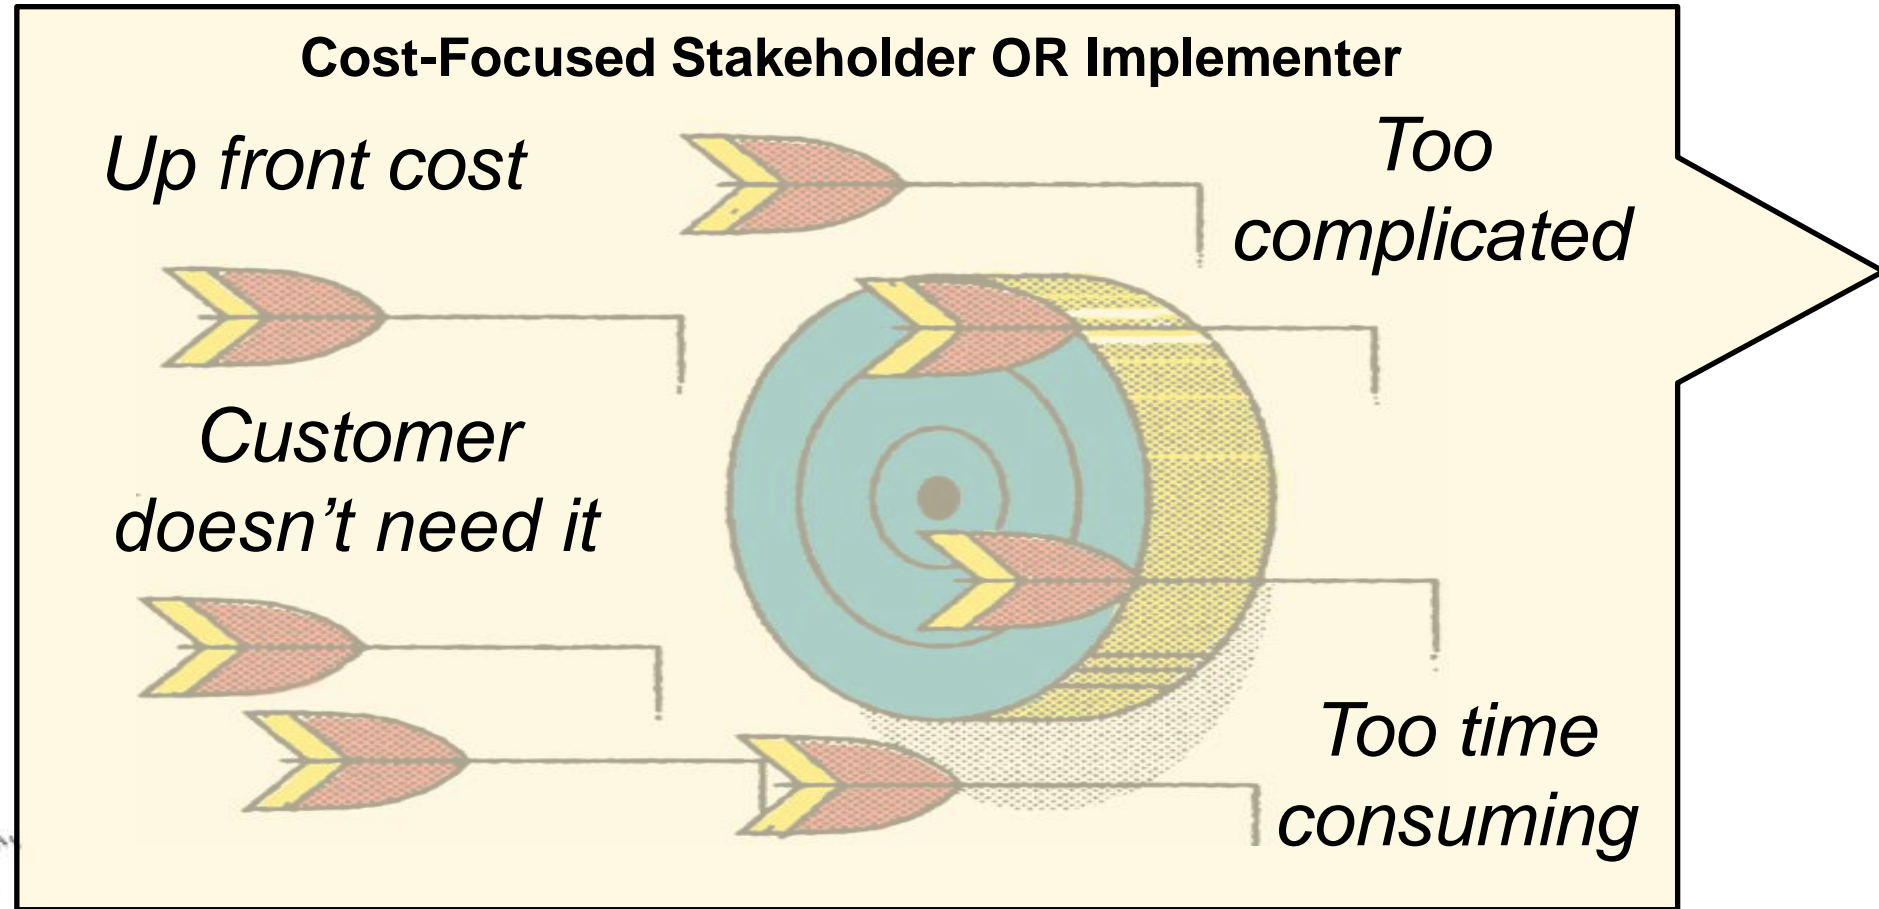 Cost-Focused Stakeholder OR Implementer
Up front cost
Too
complicated
Customer
doesn’t need it
Too time
consuming